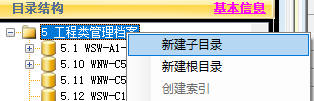 目录结构 基本信息
5 工程类管理档案
5.1 WSW-A1-
5.10 WNW-C5
5.11 WNW-C5
5.12 WSW-C1
新建子目录
新建根目录
创建索引